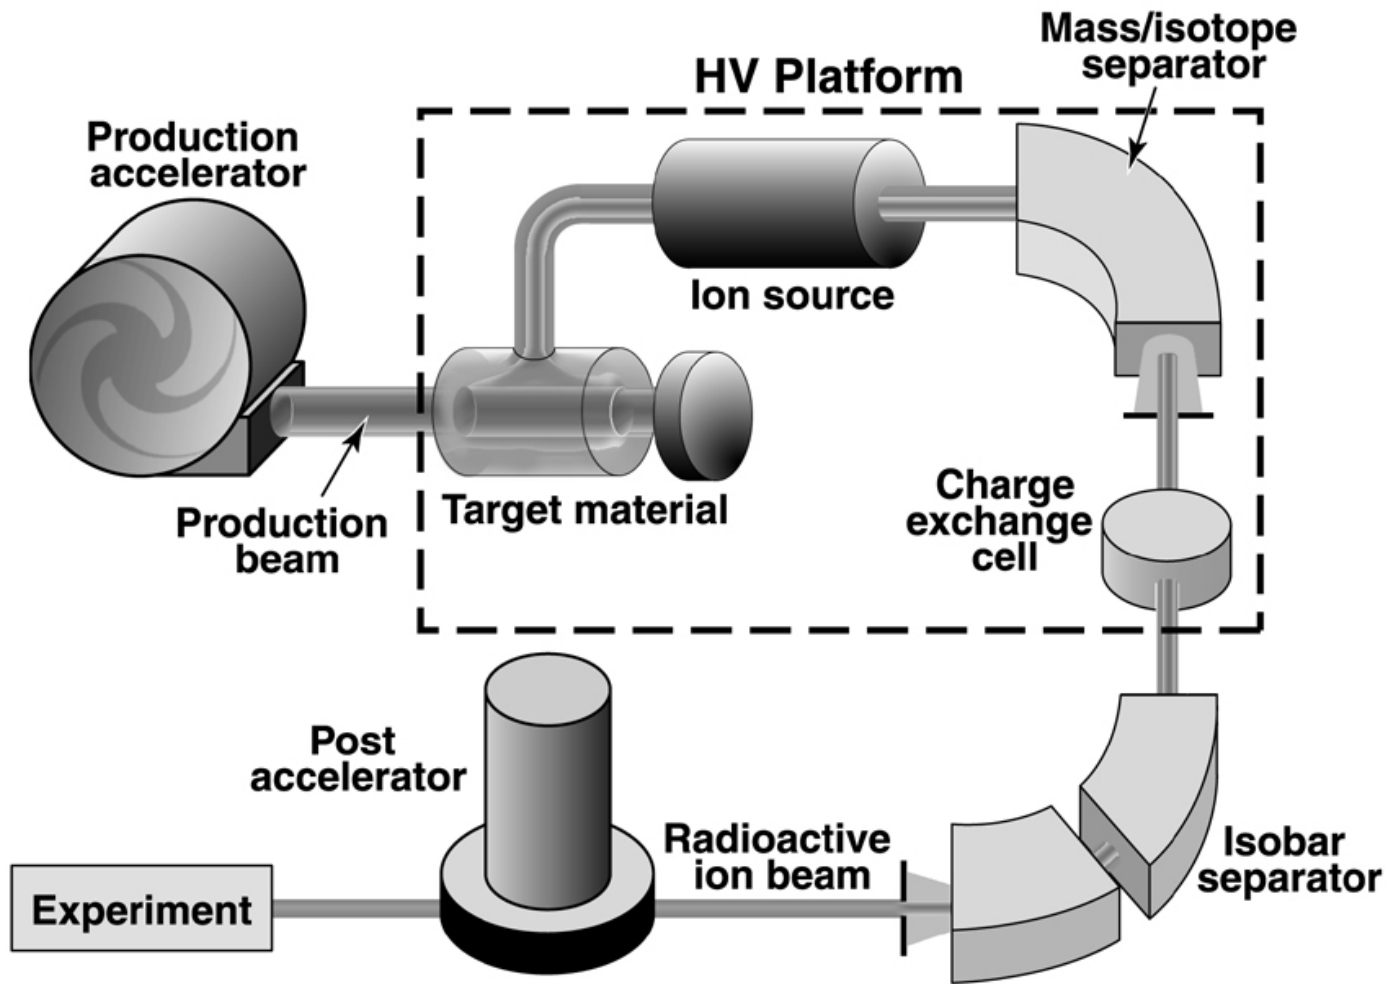 Mass/isotope
separator
HV Platform
Production
accelerator
Ion source
Production
beam
Target material
Charge
exchange
cell
Post
accelerator
Radioactive
ion beam
Isobar
separator
Experiment